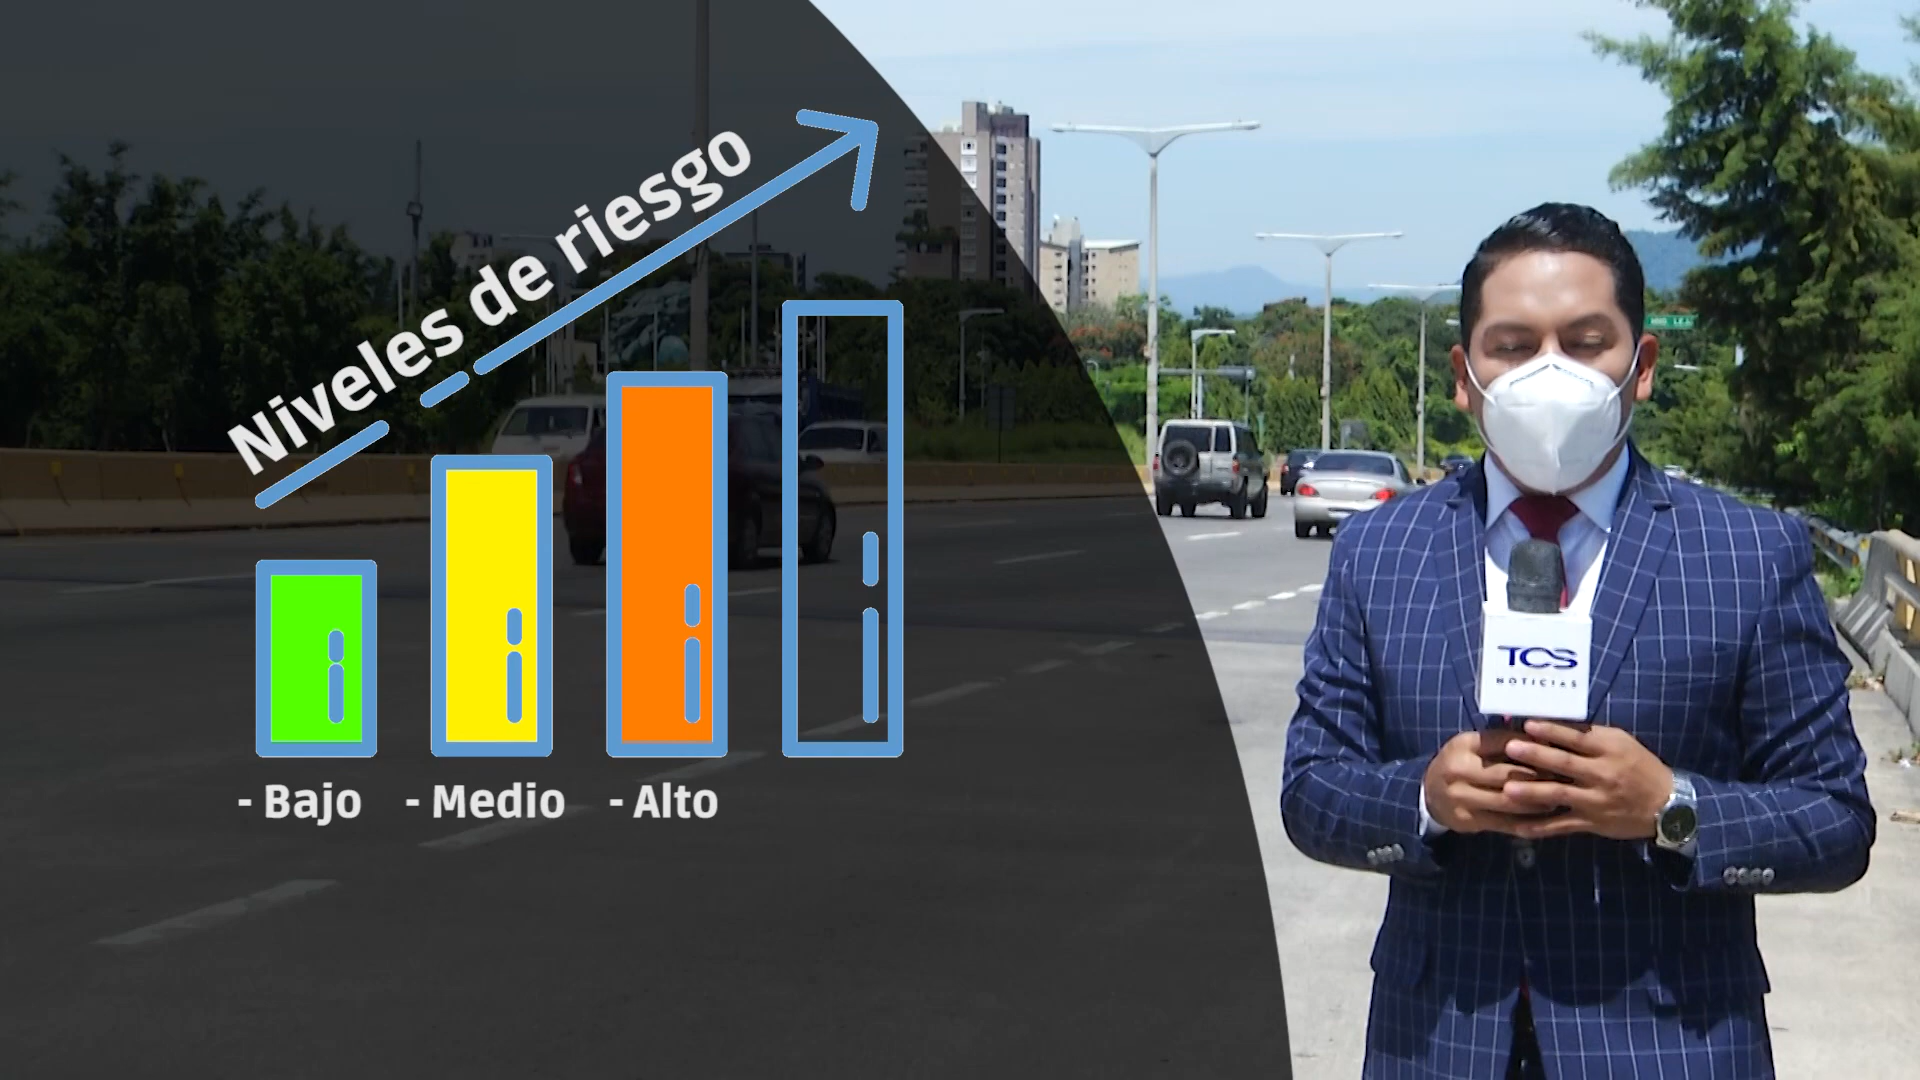 Niveles de riesgo
- Bajo - Medio - Alto
TCS
NOTICIAS